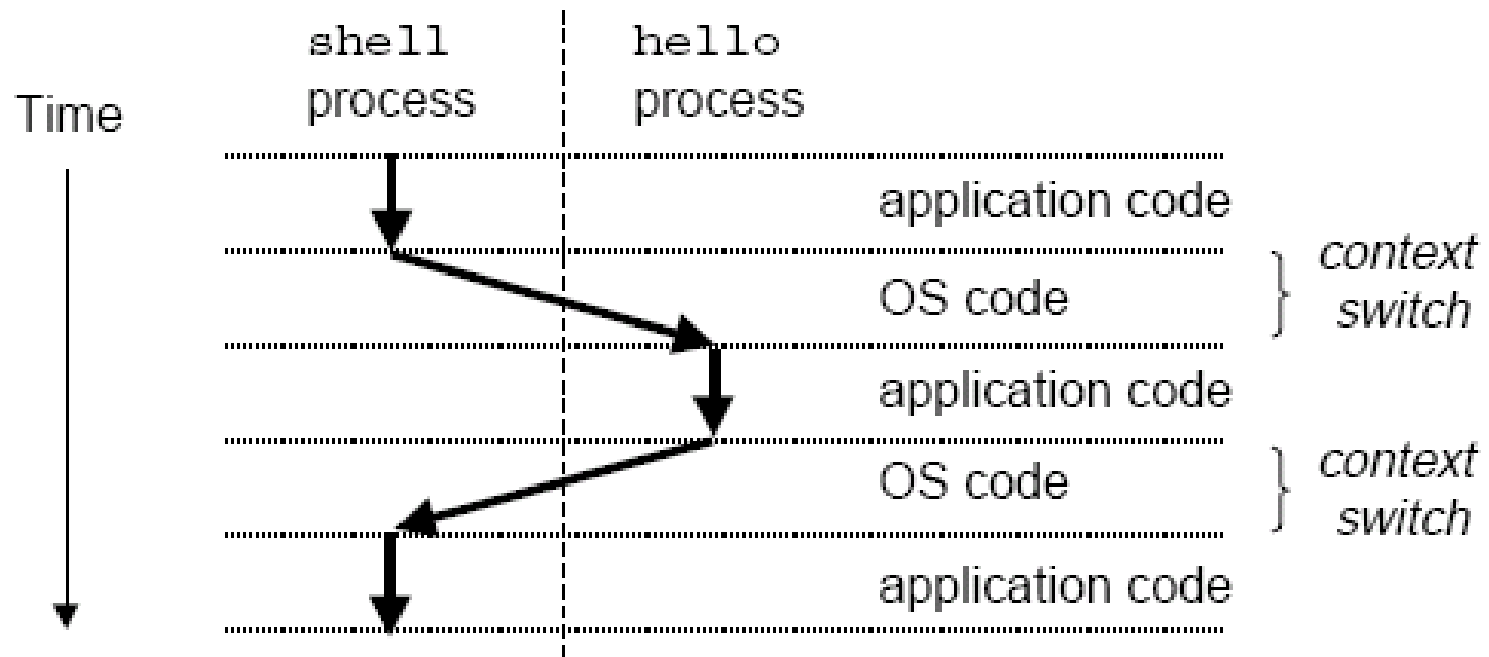 shell
process
hello
process
Time
application code
OS code
context
switch
application code
OS code
context
switch
application code